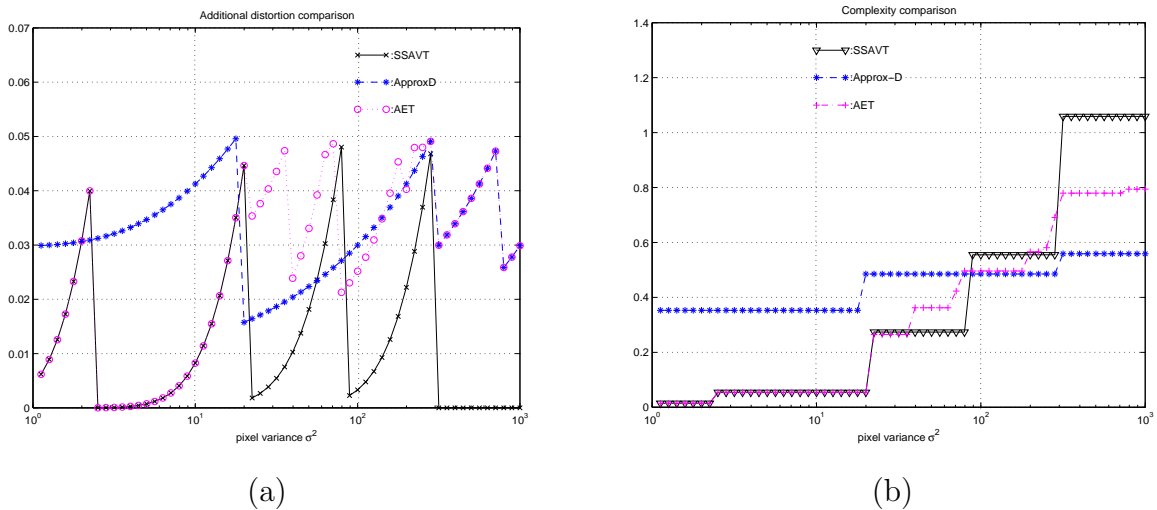 Additional distortion comparison
0.07
0.06
0.05
0.04
0.03
0.02
0.01
0
10^0
10^1
10^2
10^3
pixel variance σ^2
:SSAVT
:ApproxD
:AET
(a)
Complexity comparison
1.4
1.2
1
0.8
0.6
0.4
0.2
0
10^0
10^1
10^2
10^3
pixel variance σ^2
:SSAVT
:Approx-D
:AET
(b)